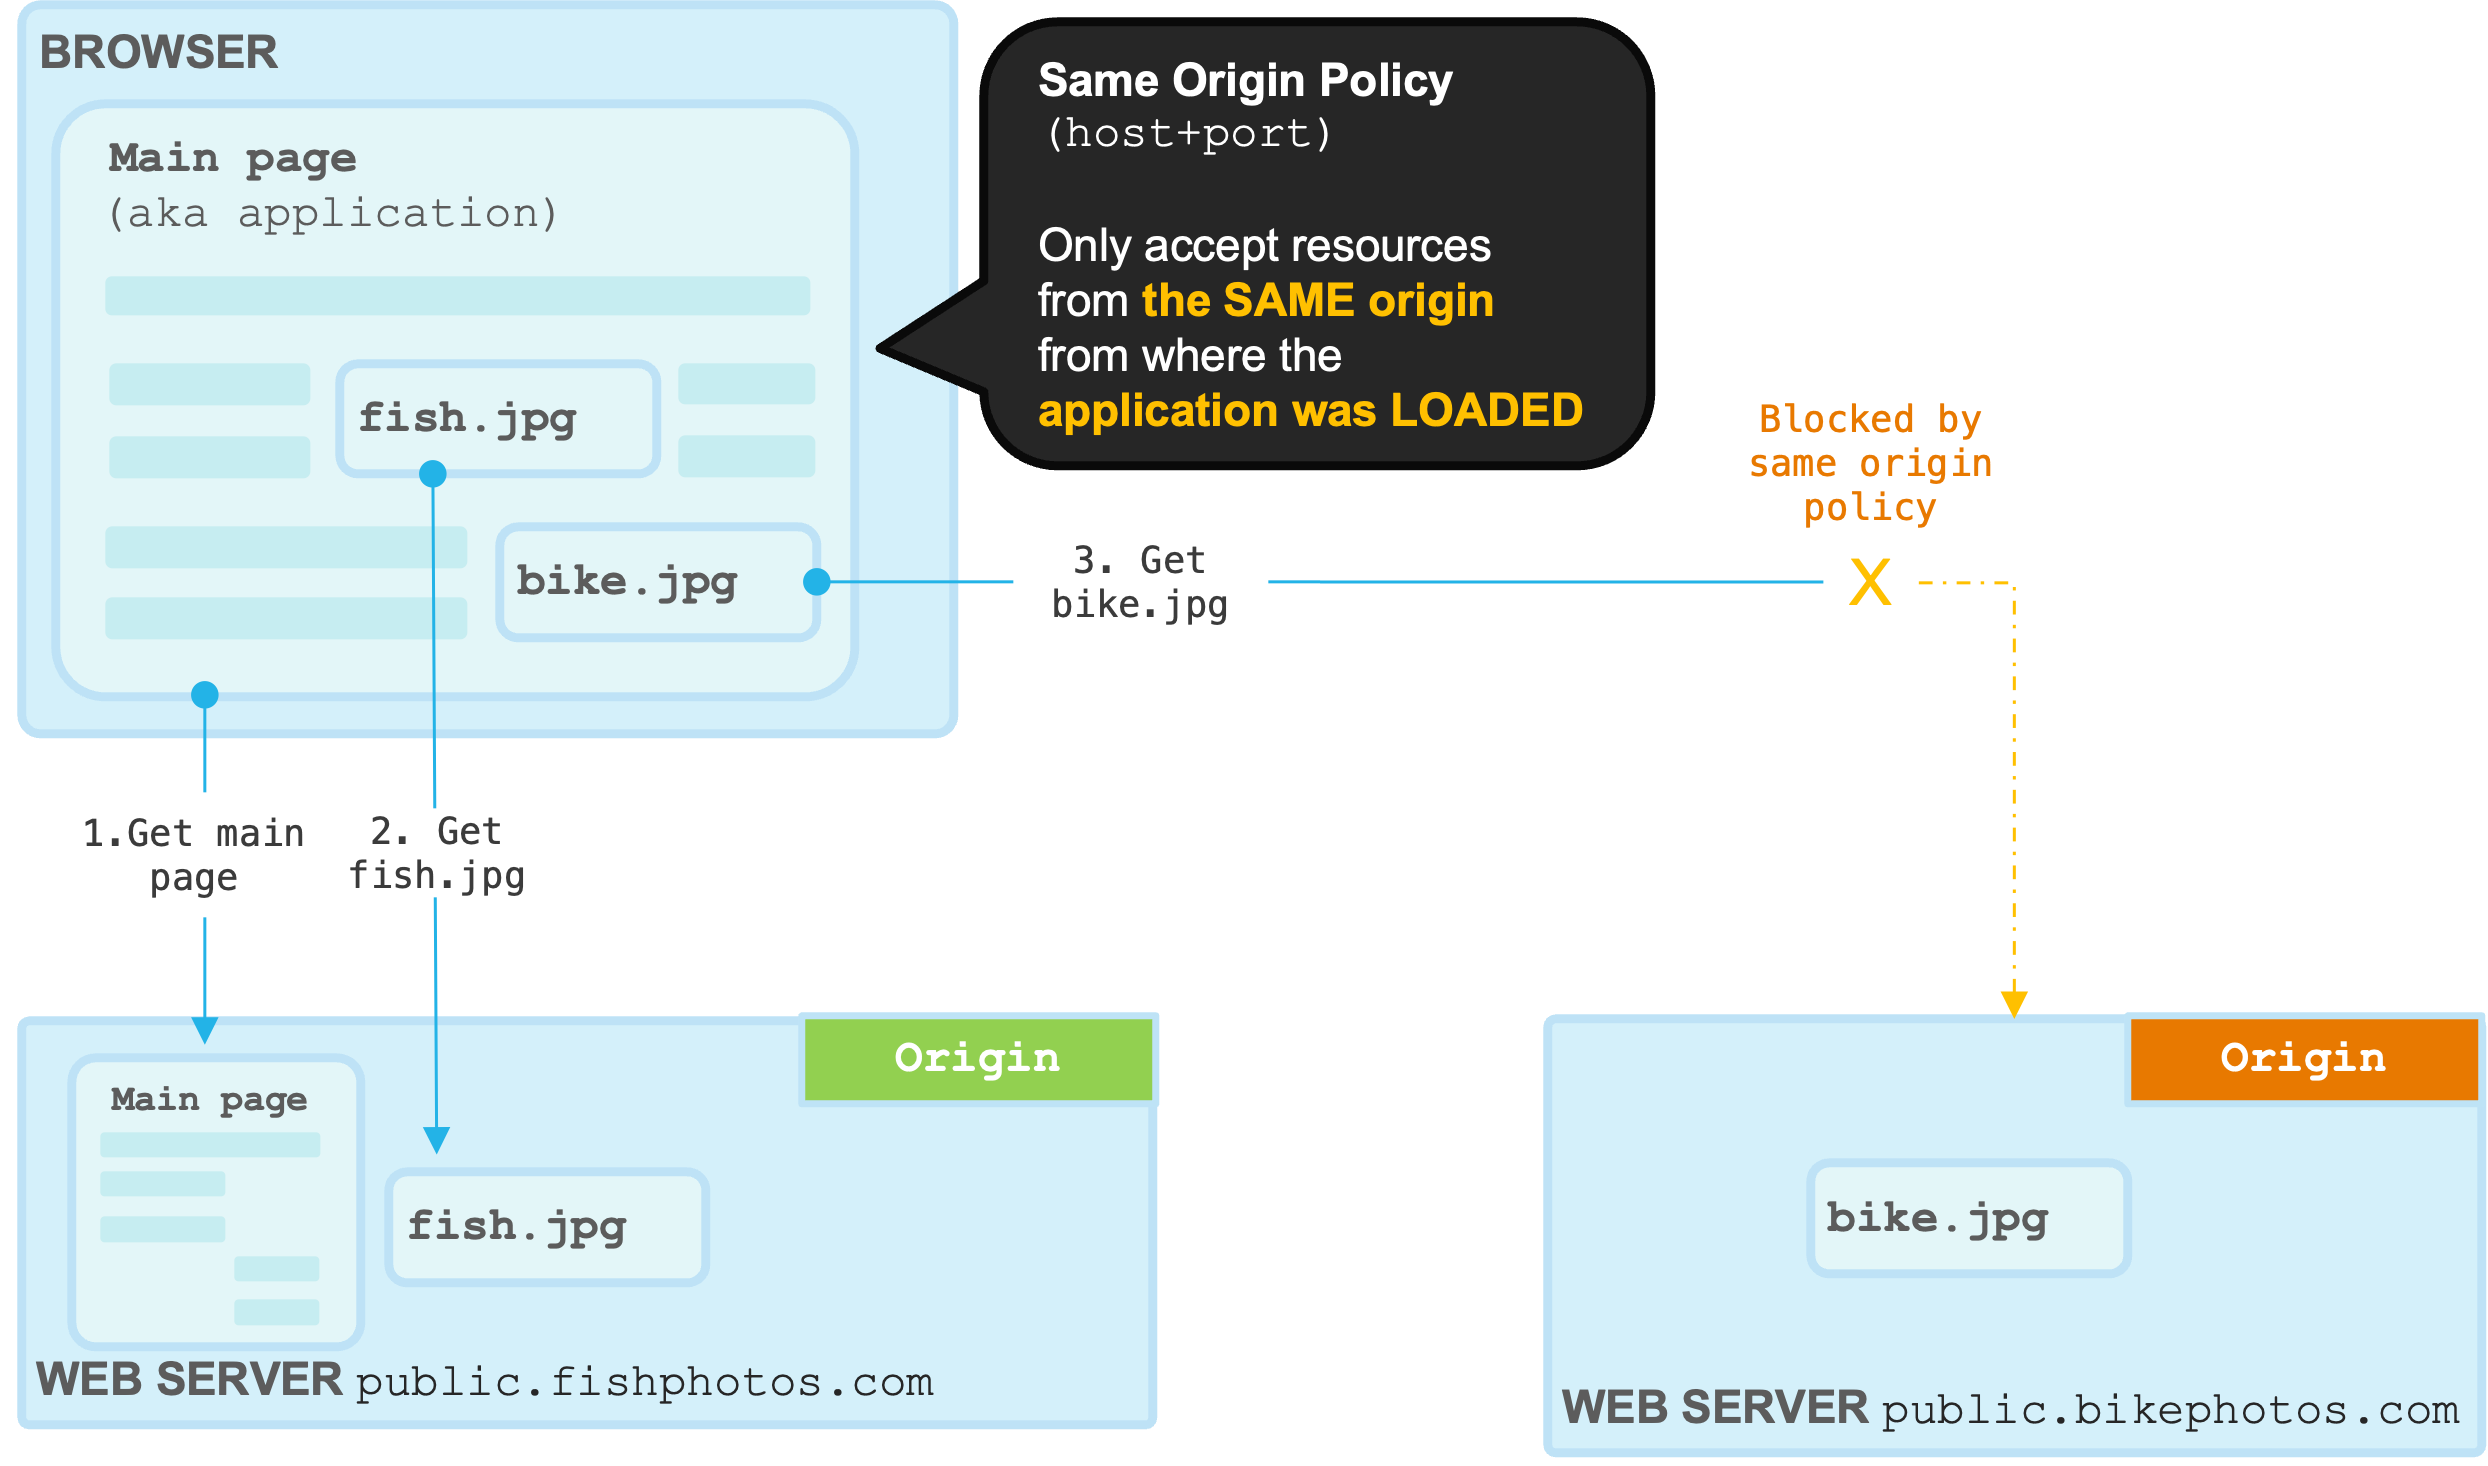 BROWSER
Main page
(aka application)
fish.jpg
bike.jpg
Same Origin Policy
(host+port)
Only accept resources
from the SAME origin
from where the
application was LOADED
Blocked by
same origin
policy
3. Get
bike.jpg
X
1.Get main
page
2. Get
fish.jpg
Origin
Main page
fish.jpg
WEB SERVER public.fishphotos.com
Origin
bike.jpg
WEB SERVER public.bikephotos.com